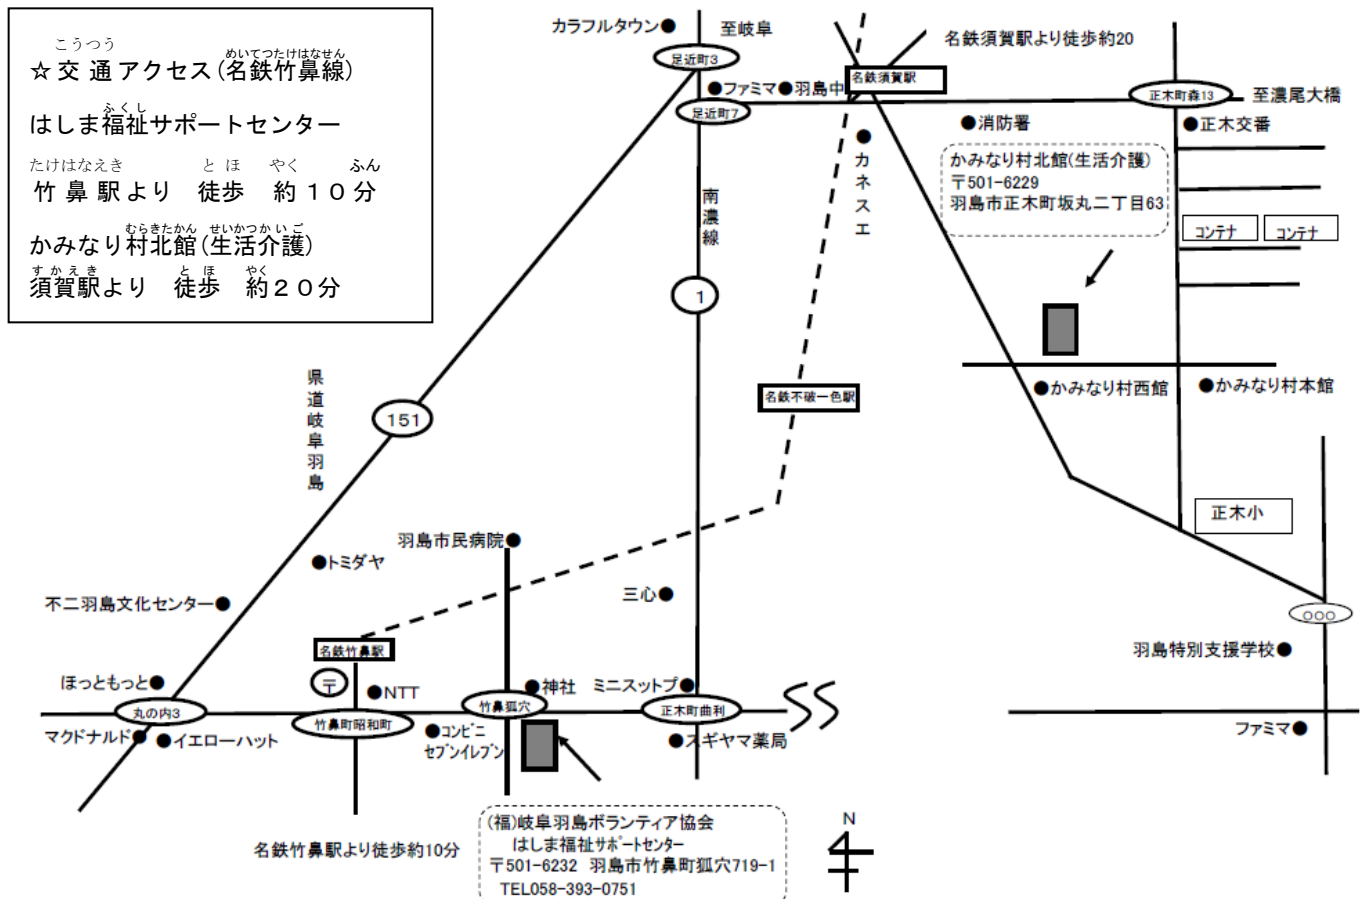 こうつう めいてつたけはなせん
☆交通アクセス(名鉄竹鼻線)
ふくし
はしま福祉サポートセンター
たけはなえき とほ やく ふん
竹鼻駅より 徒歩 約10分
むらきたかん せいかつかいご
かみなり村北館(生活介護)
すかえき とほ やく
須賀駅より 徒歩 約20分
カラフルタウン●
至岐阜
足近町3
名鉄須賀駅より徒歩約20
名鉄須賀駅
●ファミマ●羽島中
足近町7
正木町森13
至濃尾大橋
●消防署
●正木交番
●カネスエ
かみなり村北館(生活介護)
〒501-6229
羽島市正木町坂丸二丁目63
南濃線
コンテナ
コンテナ
1
県道岐阜羽島
151
名鉄不破一色駅
●かみなり村西館
●かみなり村本館
正木小
羽島市民病院●
●トミダヤ
三心●
不二羽島文化センター●
○○○
名鉄竹鼻駅
羽島特別支援学校●
ほっともっと●
〒
●NTT
●神社
ミニスットプ●
丸の内3
竹鼻町昭和町
竹鼻狐穴
正木町曲利
マクドナルド●
●イエローハット
●コンビニ
セブンイレブン
●スギヤマ薬局
ファミマ●
名鉄竹鼻駅より徒歩約10分
(福)岐阜羽島ボランティア協会
はしま福祉サポートセンター
〒501-6232 羽島市竹鼻町狐穴719-1
TEL058-393-0751
N